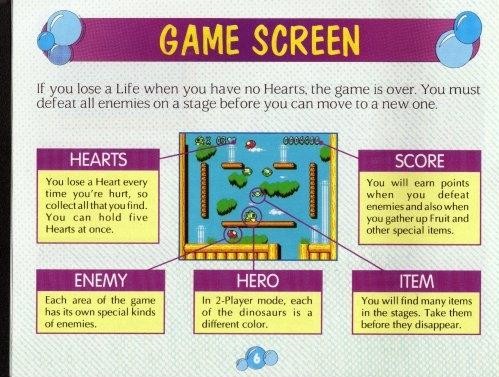 GAME SCREEN
If you lose a Life when you have no Hearts, the game is over. You must
defeat all enemies on a stage before you can move to a new one.
HEARTS
You lose a Heart every
time you're hurt, so
collect all that you find.
You can hold five
Hearts at once.
SCORE
You will earn points
when you defeat
enemies and also when
you gather up Fruit and
other special items.
ENEMY
Each area of the game
has its own special kinds
of enemies.
HERO
In 2-Player mode, each
of the dinosaurs is a
different color.
ITEM
You will find many items
in the stages. Take them
before they disappear.
6